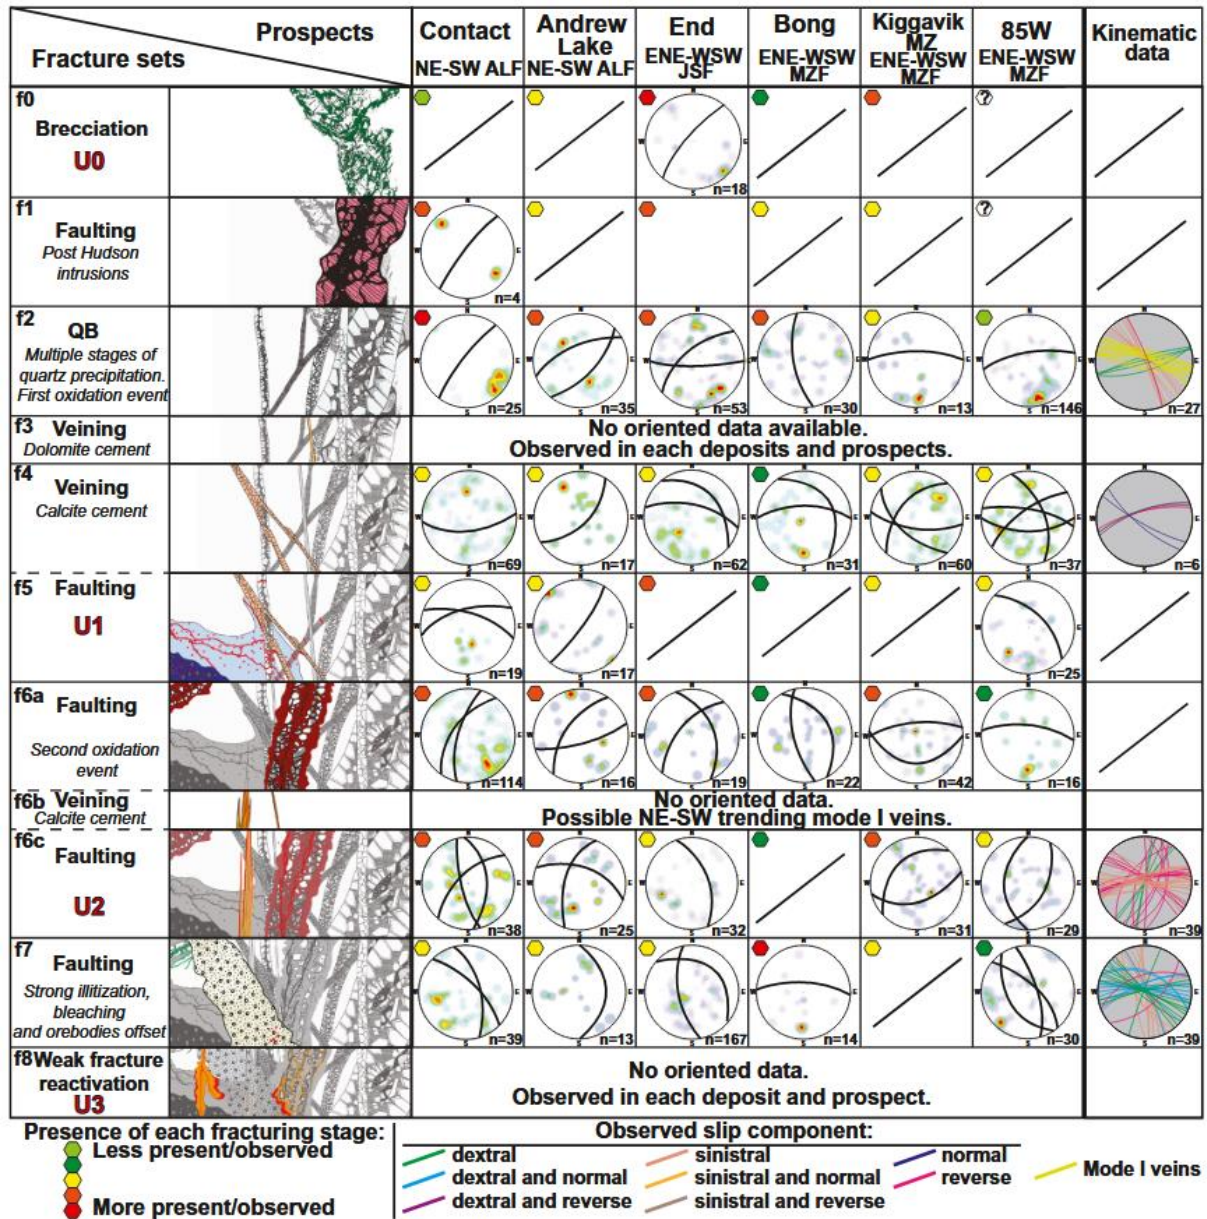 Prospects
Fracture sets
Contact
NE-SW ALF
Andrew
Lake
NE-SW ALF
End
ENE-WSW
JSF
Bong
ENE-WSW
MZF
Kiggavik
MZ
ENE-WSW
MZF
85W
ENE-WSW
MZF
Kinematic
data
f0
Brecciation
U0
?
n=18
f1
Faulting
Post Hudson
intrusions
?
n=4
f2
QB
Multiple stages of
quartz precipitation.
First oxidation event
n=25
n=35
n=53
n=30
n=13
n=146
n=27
f3 Veining
Dolomite cement
No oriented data available.
Observed in each deposits and prospects.
f4
Veining
Calcite cement
n=69
n=17
n=62
n=31
n=60
n=37
n=6
f5 Faulting
U1
n=19
n=17
n=25
f6a
Faulting
Second oxidation
event
n=114
n=16
n=19
n=22
n=42
n=16
f6b Veining
Calcite cement
No oriented data.
Possible NE-SW trending mode I veins.
f6c
Faulting
U2
n=38
n=25
n=32
n=31
n=29
n=39
f7
Faulting
Strong illitization,
bleaching
and orebodies offset
n=39
n=13
n=167
n=14
n=30
n=39
f8 Weak fracture
reactivation
U3
No oriented data.
Observed in each deposit and prospect.
Presence of each fracturing stage:
Less present/observed
More present/observed
Observed slip component:
dextral
dextral and normal
dextral and reverse
sinistral
sinistral and normal
sinistral and reverse
normal
reverse
Mode I veins